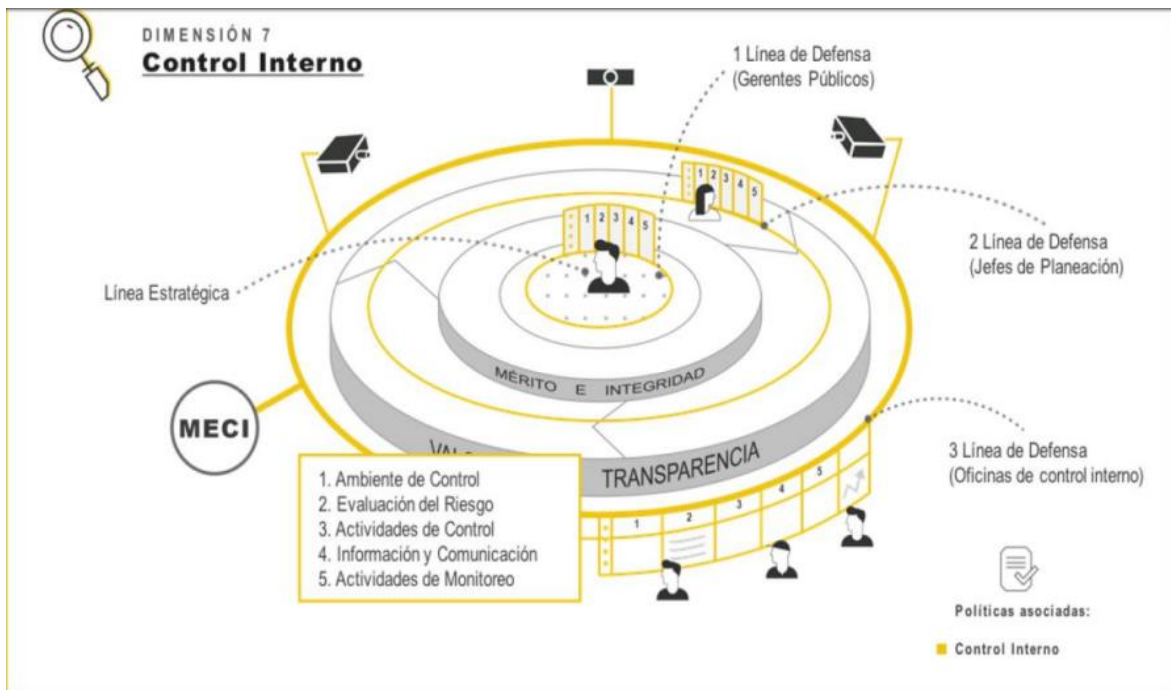 DIMENSIÓN 7
Control Interno
1 Línea de Defensa
(Gerentes Públicos)
1 2 3 4 5
1 2 3 4 5
2 Línea de Defensa
(Jefes de Planeación)
Línea Estratégica
MÉRITO E INTEGRIDAD
MECI
TRANSPARENCIA
3 Línea de Defensa
(Oficinas de control interno)
1. Ambiente de Control
2. Evaluación del Riesgo
3. Actividades de Control
4. Información y Comunicación
5. Actividades de Monitoreo
1 2 3 4 5
Políticas asociadas:
Control Interno